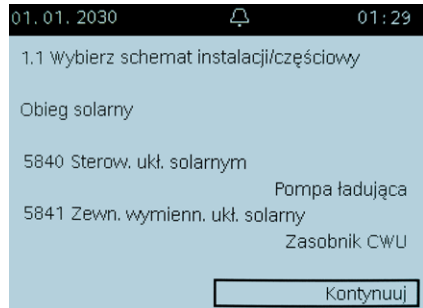 01.01.2030 01:29
1.1 Wybierz schemat instalacji/częściowy
Obieg solarny
5840 Sterow. ukł. solarnym
Pompa ładująca
5841 Zewn. wymienn. ukł. solarny
Zasobnik CWU
Kontynuuj